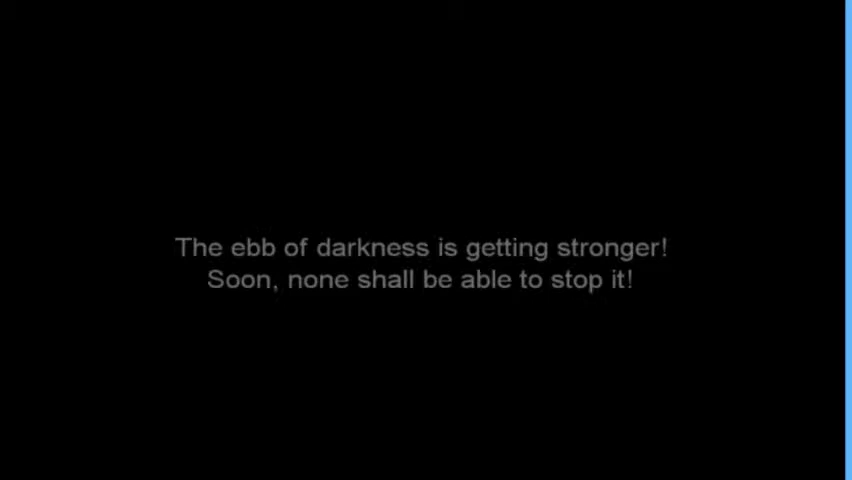 The ebb of darkness is getting stronger!
Soon, none shall be able to stop it!